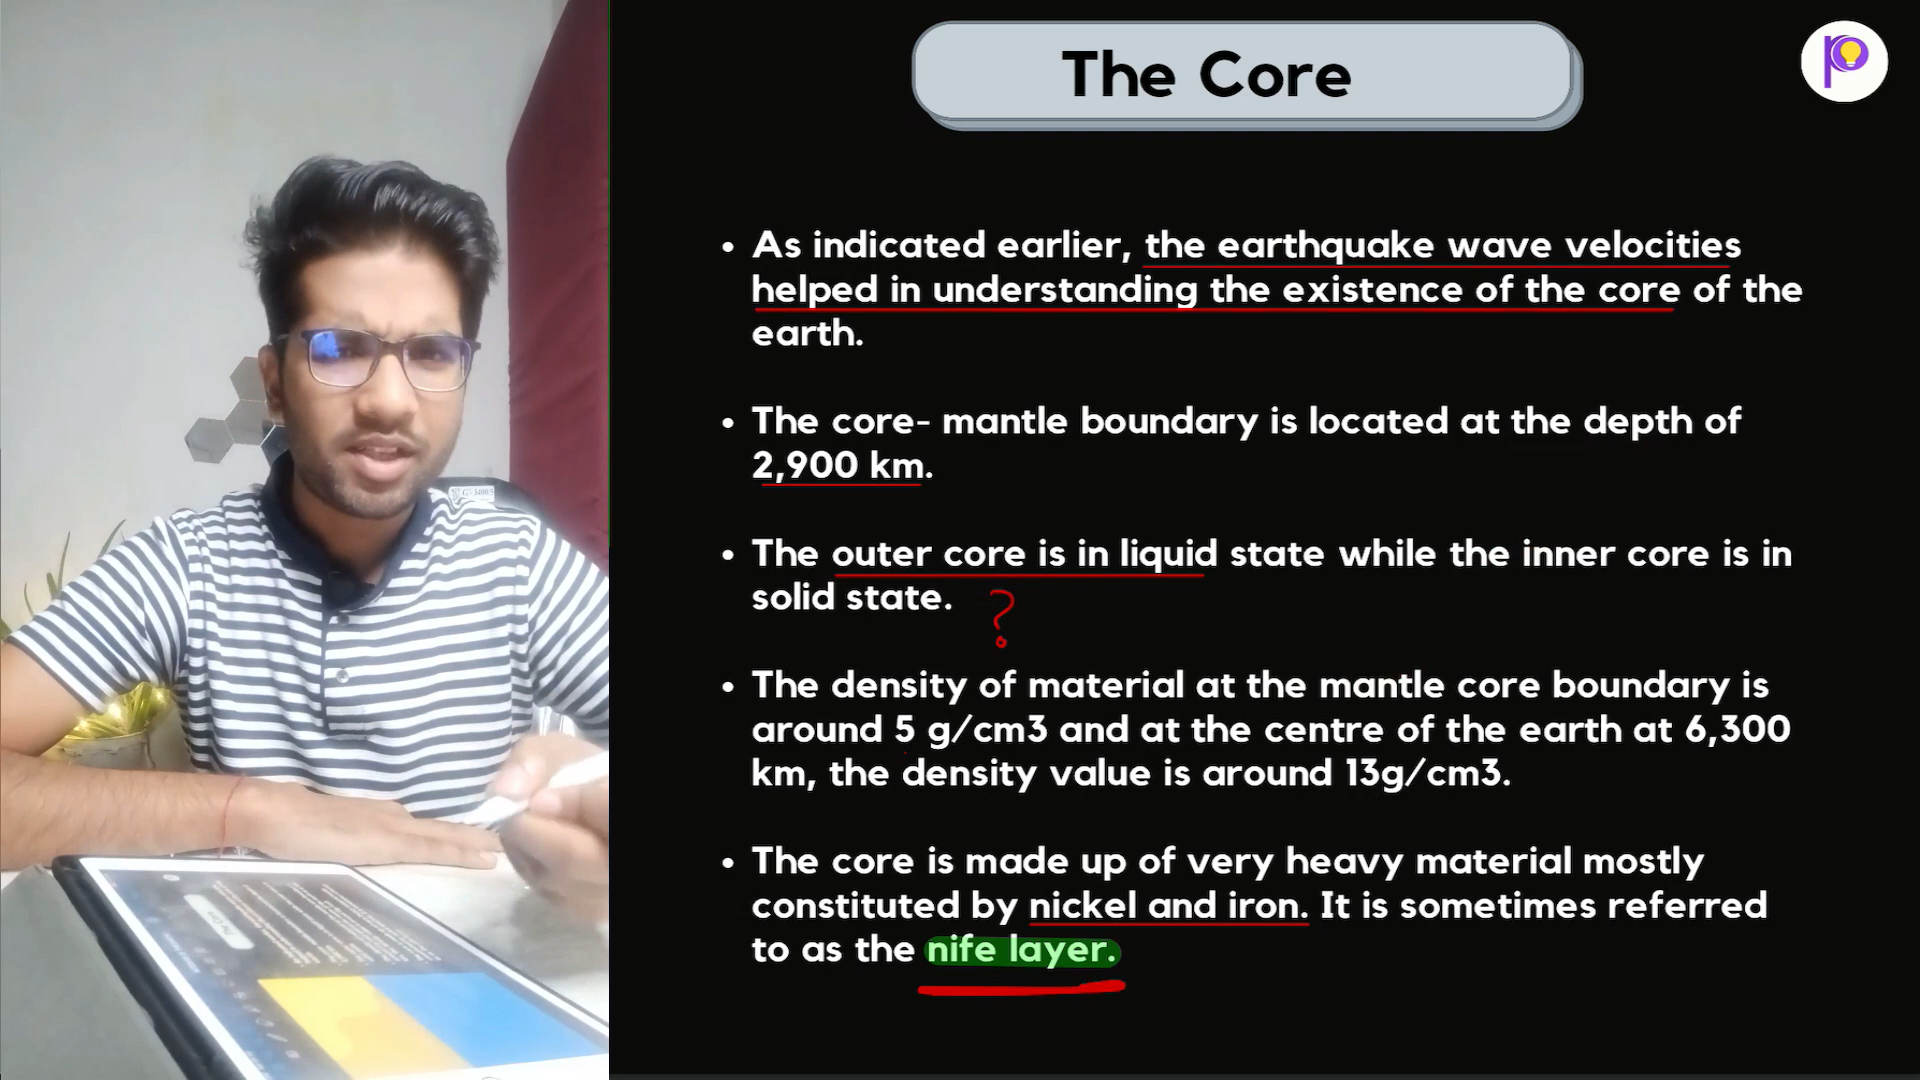 The Core
• As indicated earlier, the earthquake wave velocities
helped in understanding the existence of the core of the
earth.
• The core- mantle boundary is located at the depth of
2,900 km.
• The outer core is in liquid state while the inner core is in
solid state.
?
• The density of material at the mantle core boundary is
around 5 g/cm3 and at the centre of the earth at 6,300
km, the density value is around 13g/cm3.
• The core is made up of very heavy material mostly
constituted by nickel and iron. It is sometimes referred
to as the nife layer.